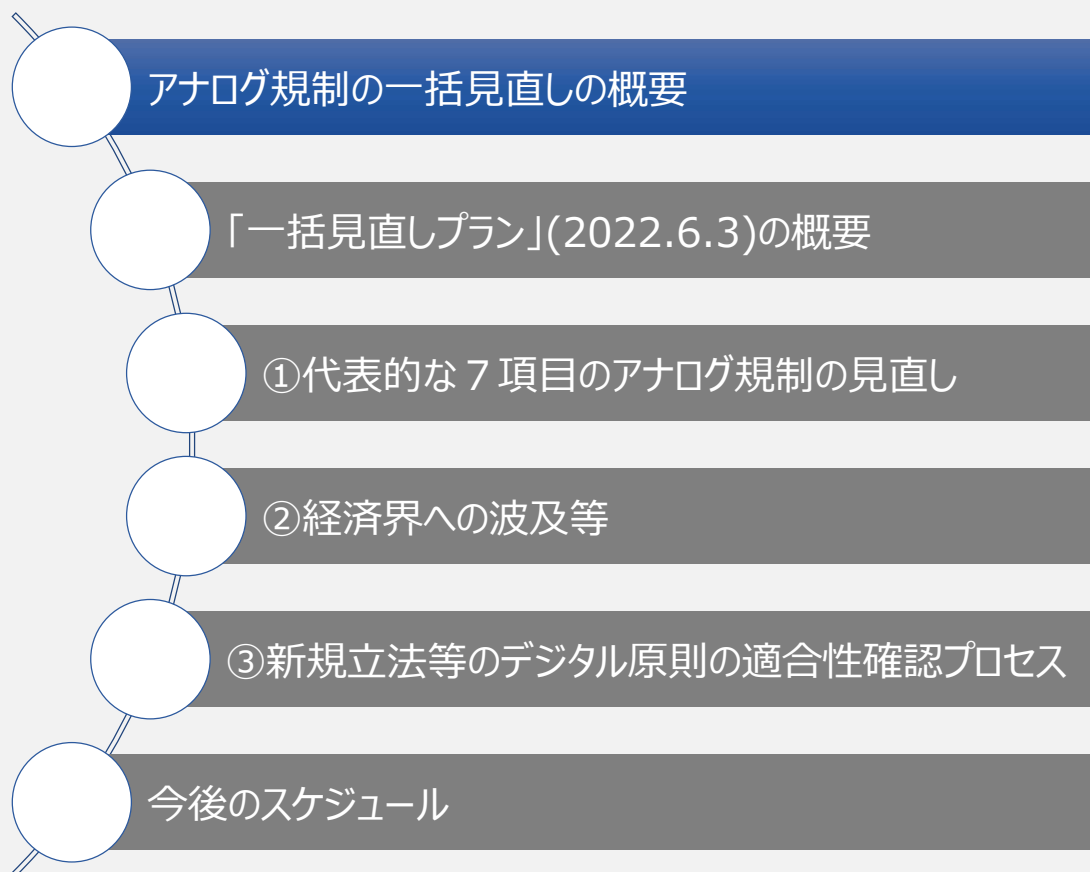 アナログ規制の一括見直しの概要
「一括見直しプラン」(2022.6.3)の概要
①代表的な７項目のアナログ規制の見直し
②経済界への波及等
③新規立法等のデジタル原則の適合性確認プロセス
今後のスケジュール